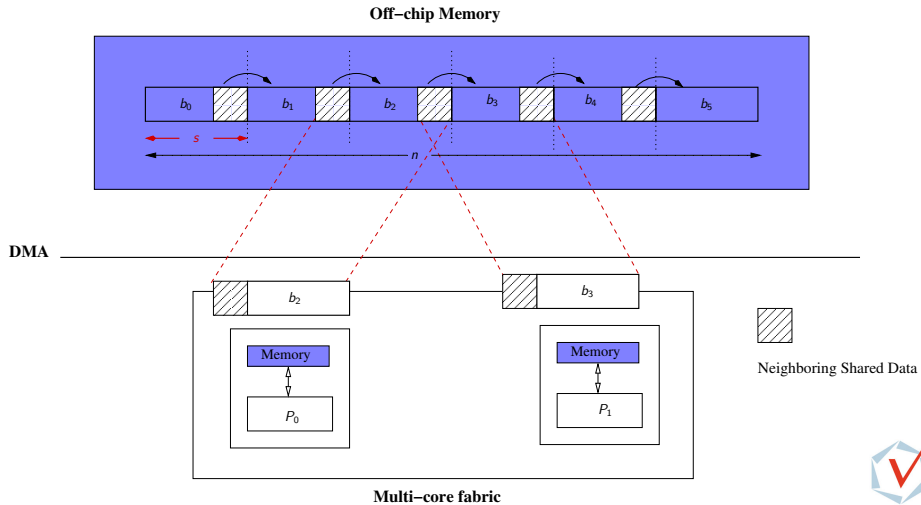 Off−chip Memory
b0 b1 b2 b3 b4 b5
s
n
DMA
b2 b3
Memory Memory
P0 P1
Neighboring Shared Data
Multi−core fabric